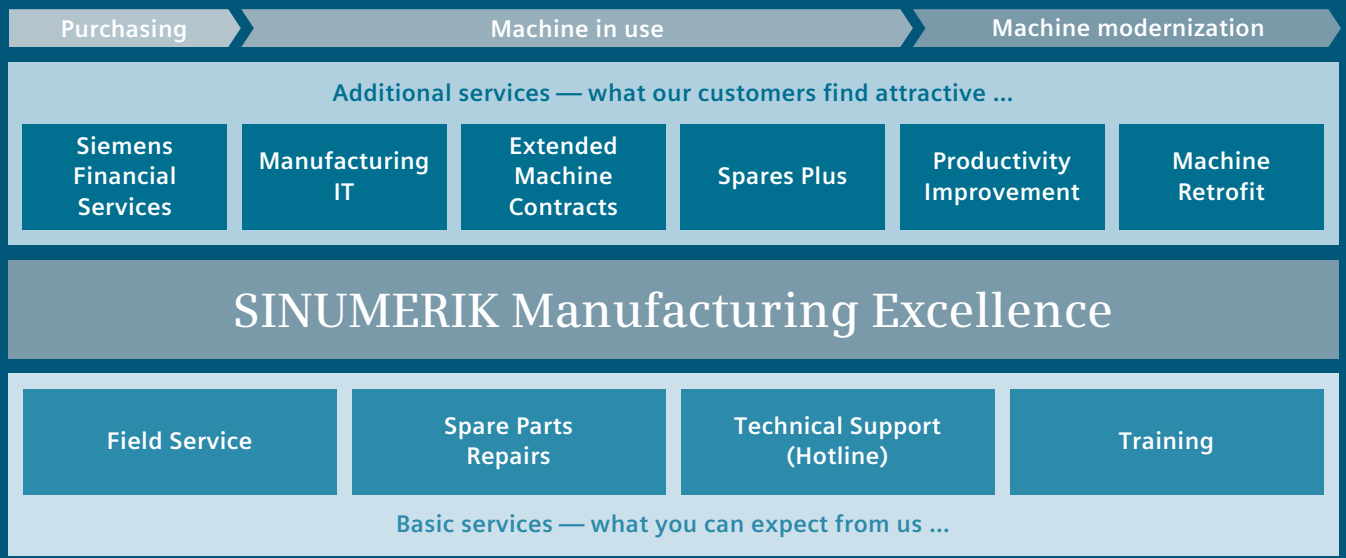 Purchasing
Machine in use
Machine modernization
Additional services — what our customers find attractive ...
Siemens
Financial
Services
Manufacturing
IT
Extended
Machine
Contracts
Spares Plus
Productivity
Improvement
Machine
Retrofit
SINUMERIK Manufacturing Excellence
Field Service
Spare Parts
Repairs
Technical Support
(Hotline)
Training
Basic services — what you can expect from us ...